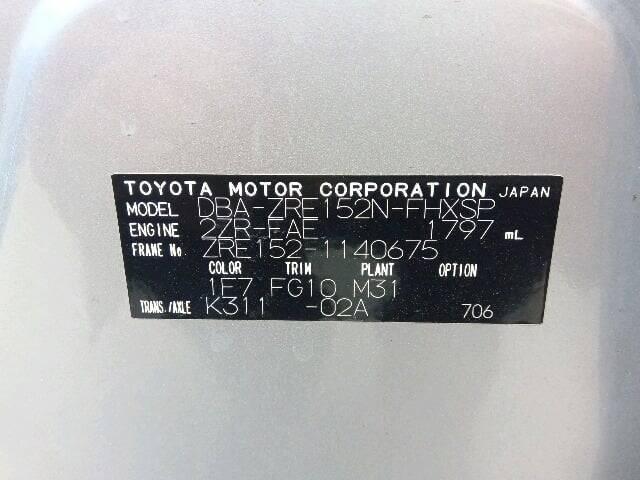 TOYOTA MOTOR CORPORATION JAPAN
MODEL DBA-ZRE152N-FHXSP
ENGINE 2ZR-FAE 1797 mL
FRAME No. ZRE152-1140675
COLOR TRIM PLANT OPTION
1F7 FG10 M31
TRANS./AXLE K311 -02A 706